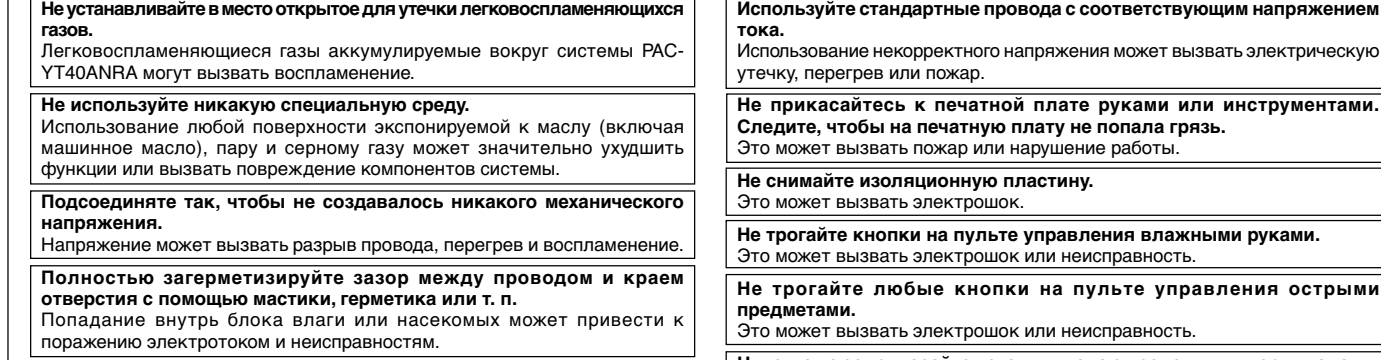 Не устанавливайте в место открытое для утечки легковоспламеняющихся
газов.
Легковоспламеняющиеся газы аккумулируемые вокруг системы PAC-
YT40ANRA могут вызвать воспламенение.
Не используйте никакую специальную среду.
Использование любой поверхности экспонируемой к маслу (включая
машинное масло), пару и серному газу может значительно ухудшить
функции или вызвать повреждение компонентов системы.
Подсоединяте так, чтобы не создавалось никакого механического
напряжения.
Напряжение может вызвать разрыв провода, перегрев и воспламенение.
Полностью загерметизируйте зазор между проводом и краем
отверстия с помощью мастики, герметика или т. п.
Попадание внутрь блока влаги или насекомых может привести к
поражению электротоком и неисправностям.
Используйте стандартные провода с соответствующим напряжением
тока.
Использование некорректного напряжения может вызвать электрическую
утечку, перегрев или пожар.
Не прикасайтесь к печатной плате руками или инструментами.
Следите, чтобы на печатную плату не попала грязь.
Это может вызвать пожар или нарушение работы.
Не снимайте изоляционную пластину.
Это может вызвать электрошок.
Не трогайте кнопки на пульте управления влажными руками.
Это может вызвать электрошок или неисправность.
Не трогайте любые кнопки на пульте управления острыми
предметами.
Это может вызвать электрошок или неисправность.